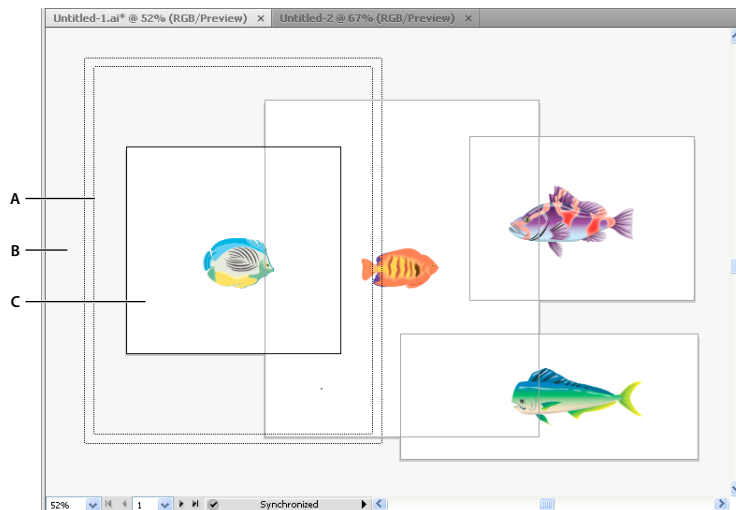 Untitled-1.ai* @ 52% (RGB/Preview) × Untitled-2 @ 67% (RGB/Preview) ×
A
B
C
52% 1 Synchronized